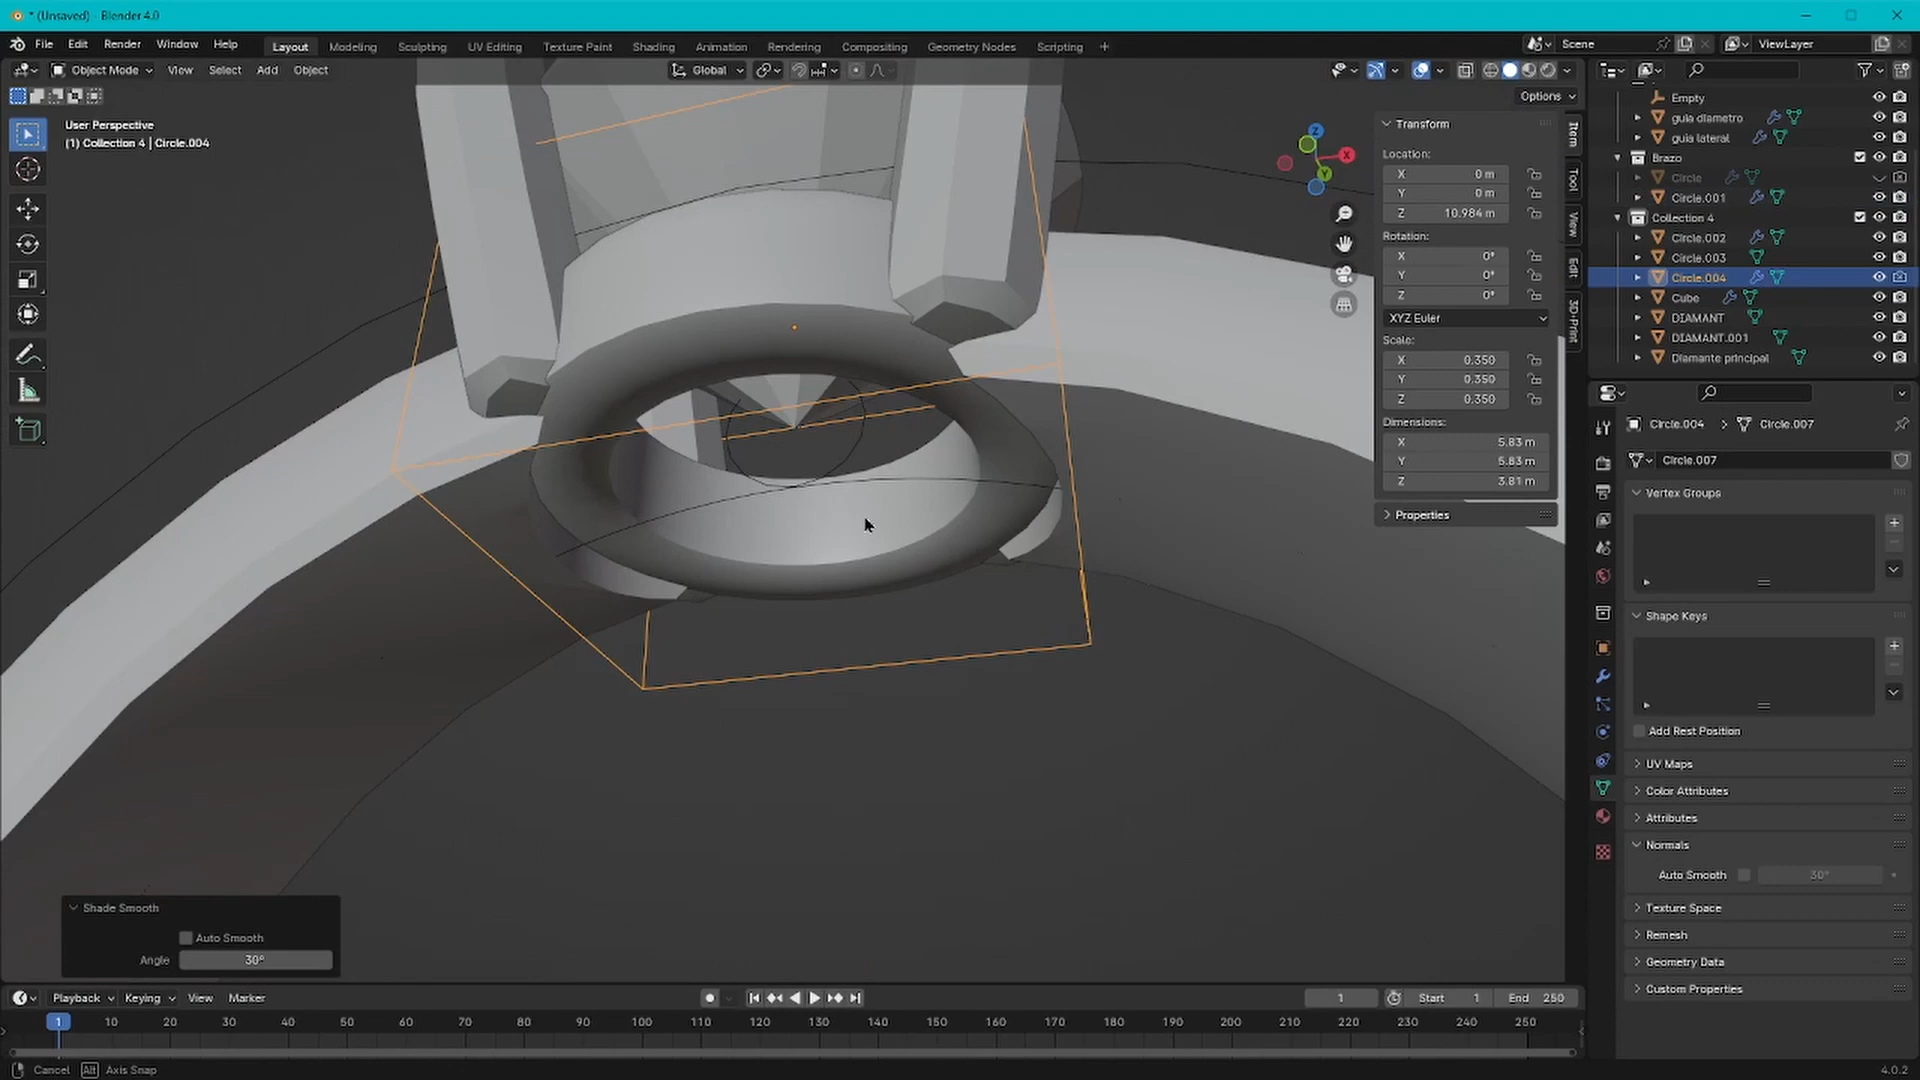 * (Unsaved) - Blender 4.0
File Edit Render Window Help
Layout Modeling Sculpting UV Editing Texture Paint Shading Animation Rendering Compositing Geometry Nodes Scripting +
Scene
ViewLayer
Object Mode View Select Add Object
Global
Options
User Perspective
(1) Collection 4 | Circle.004
Z
X
Y
Transform
Location:
X 0 m
Y 0 m
Z 10.984 m
Rotation:
X 0°
Y 0°
Z 0°
XYZ Euler
Scale:
X 0.350
Y 0.350
Z 0.350
Dimensions:
X 5.83 m
Y 5.83 m
Z 3.81 m
Properties
Item
Tool
View
Edit
3D-Print
Empty
guia diametro
guia lateral
Brazo
Circle
Circle.001
Collection 4
Circle.002
Circle.003
Circle.004
Cube
DIAMANT
DIAMANT.001
Diamante principal
Circle.004 > Circle.007
Circle.007
Vertex Groups
Shape Keys
Add Rest Position
UV Maps
Color Attributes
Attributes
Normals
Auto Smooth 30°
Texture Space
Remesh
Geometry Data
Custom Properties
Shade Smooth
Auto Smooth
Angle 30°
Playback Keying View Marker
1
Start 1
End 250
1 10 20 30 40 50 60 70 80 90 100 110 120 130 140 150 160 170 180 190 200 210 220 230 240 250
Cancel Alt Axis Snap
4.0.2